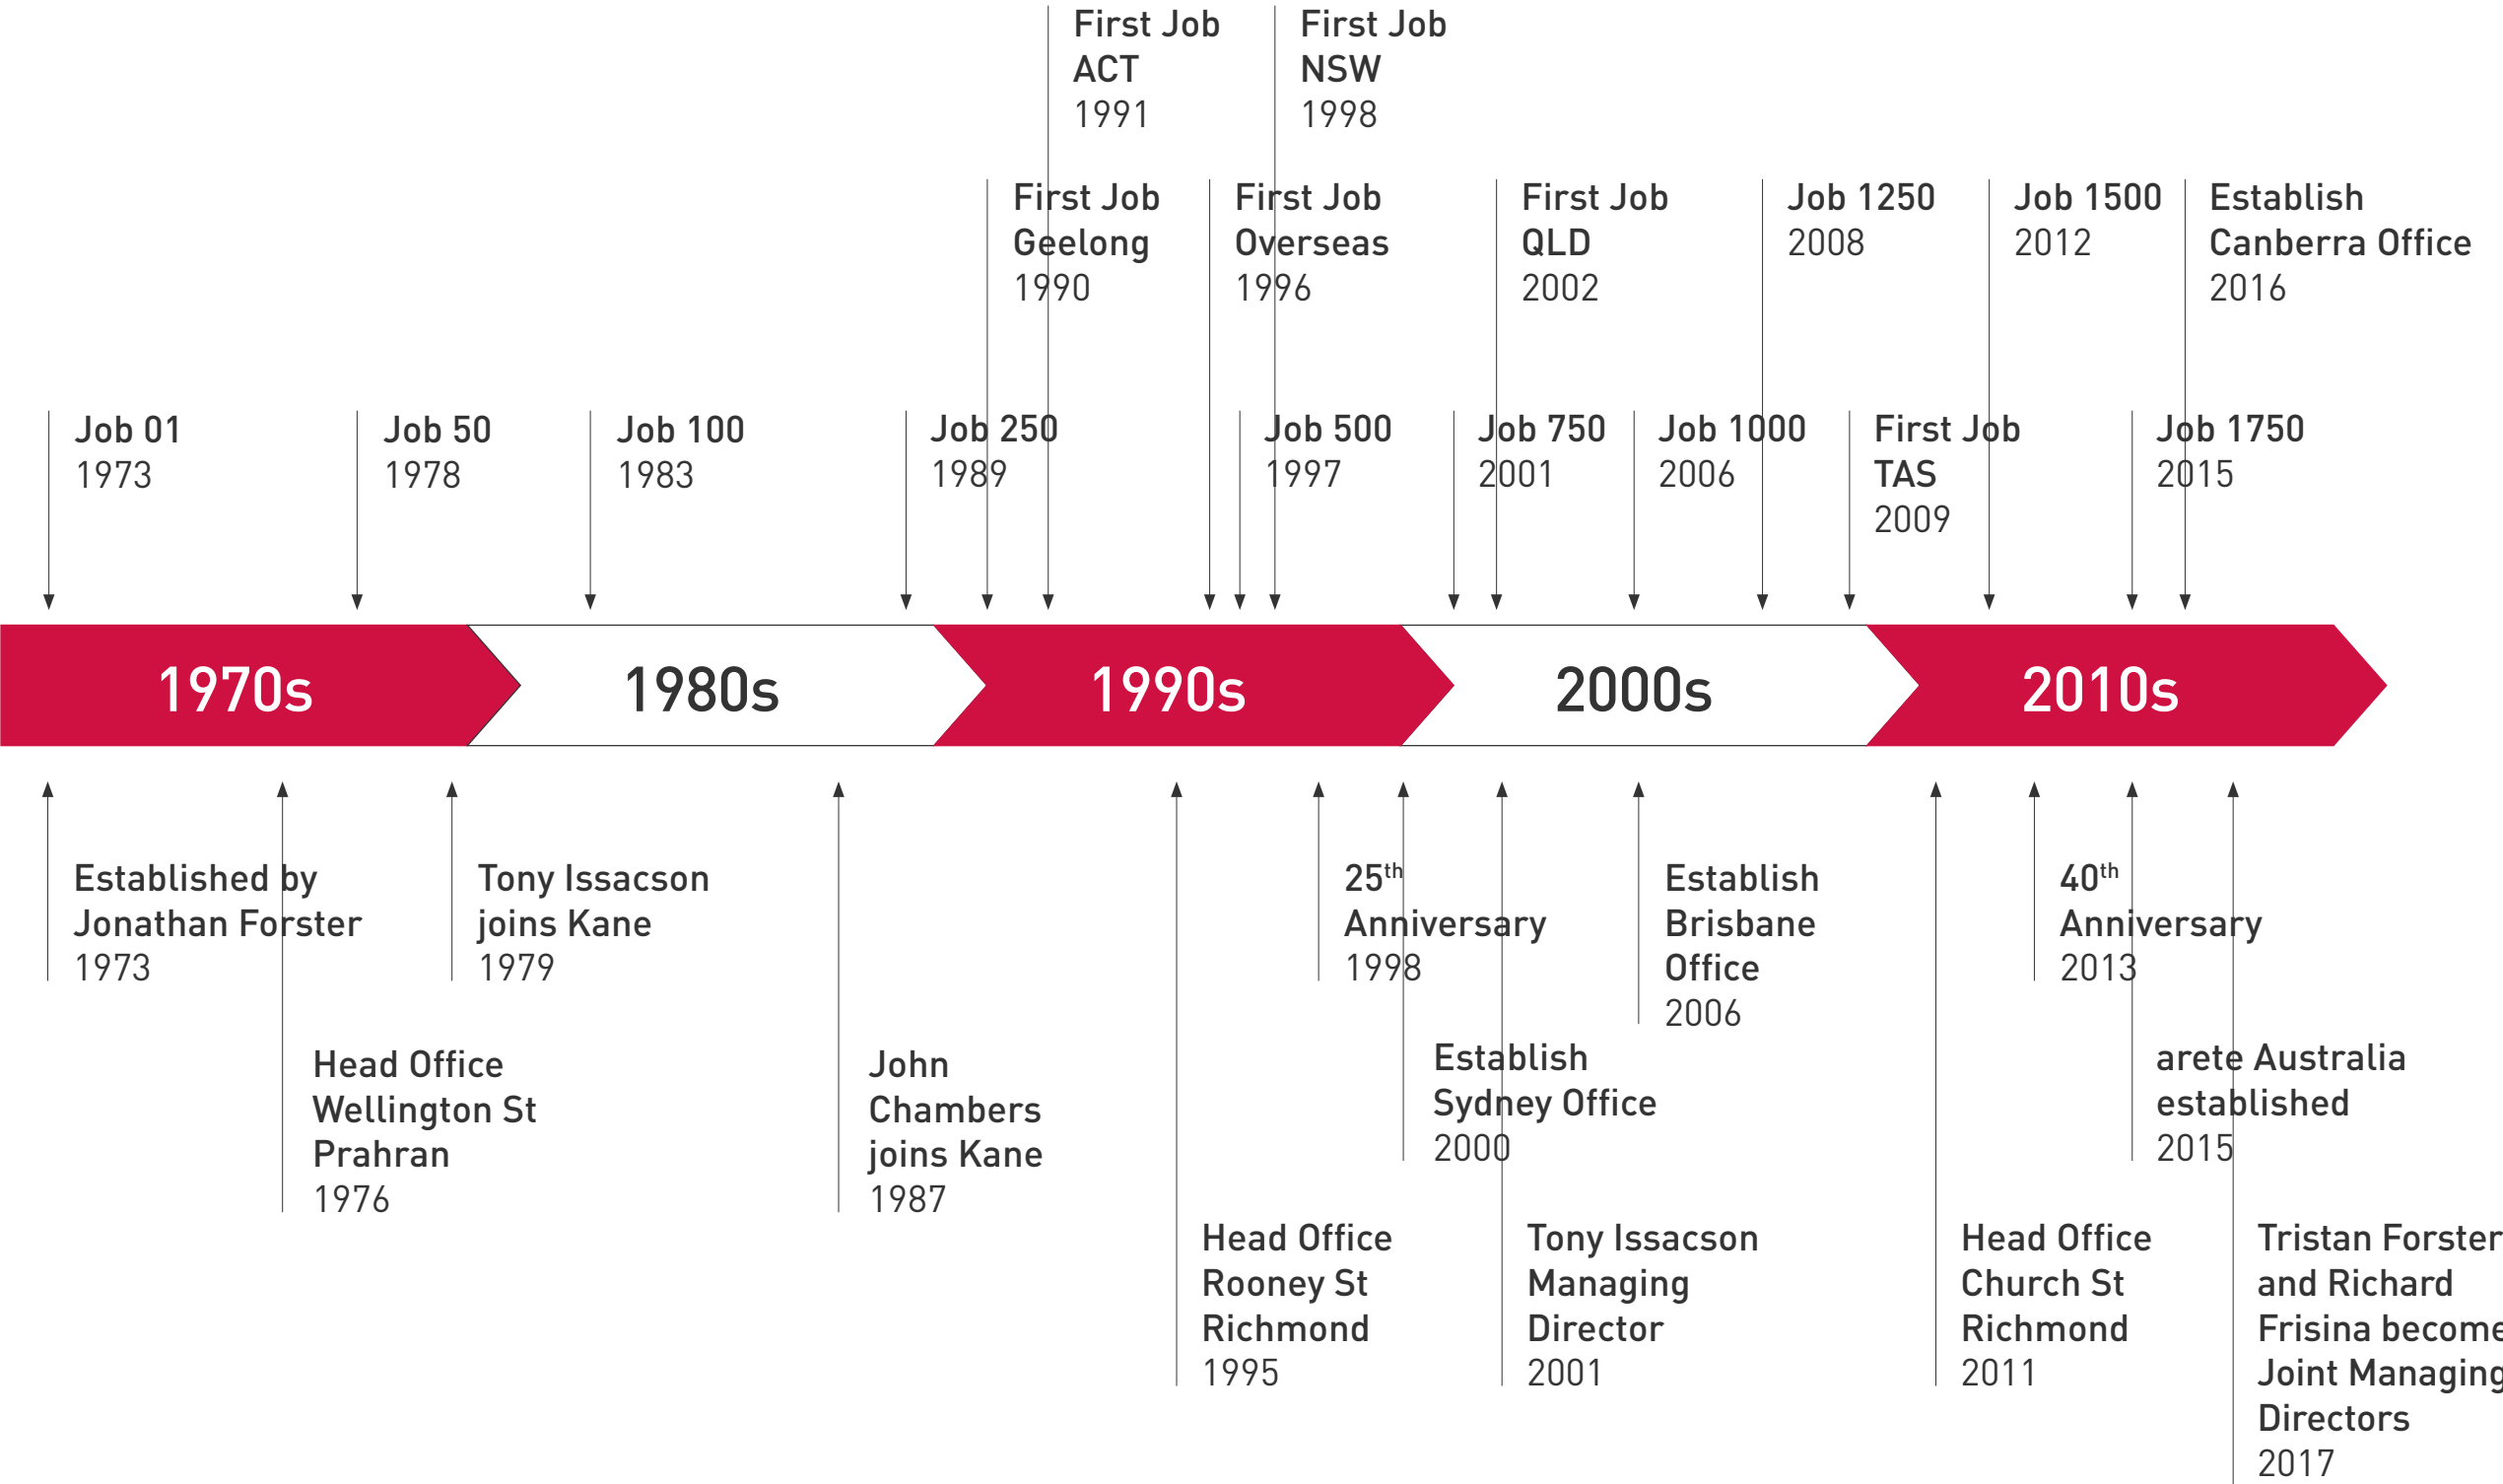 First Job
ACT
1991
First Job
NSW
1998
First Job
Geelong
1990
First Job
Overseas
1996
First Job
QLD
2002
Job 1250
2008
Job 1500
2012
Establish
Canberra Office
2016
Job 01
1973
Job 50
1978
Job 100
1983
Job 250
1989
Job 500
1997
Job 750
2001
Job 1000
2006
First Job
TAS
2009
Job 1750
2015
1970s
1980s
1990s
2000s
2010s
Established by
Jonathan Forster
1973
Tony Issacson
joins Kane
1979
25th
Anniversary
1998
Establish
Brisbane
Office
2006
40th
Anniversary
2013
Head Office
Wellington St
Prahran
1976
John
Chambers
joins Kane
1987
Establish
Sydney Office
2000
arete Australia
established
2015
Head Office
Rooney St
Richmond
1995
Tony Issacson
Managing
Director
2001
Head Office
Church St
Richmond
2011
Tristan Forster
and Richard
Frisina become
Joint Managing
Directors
2017